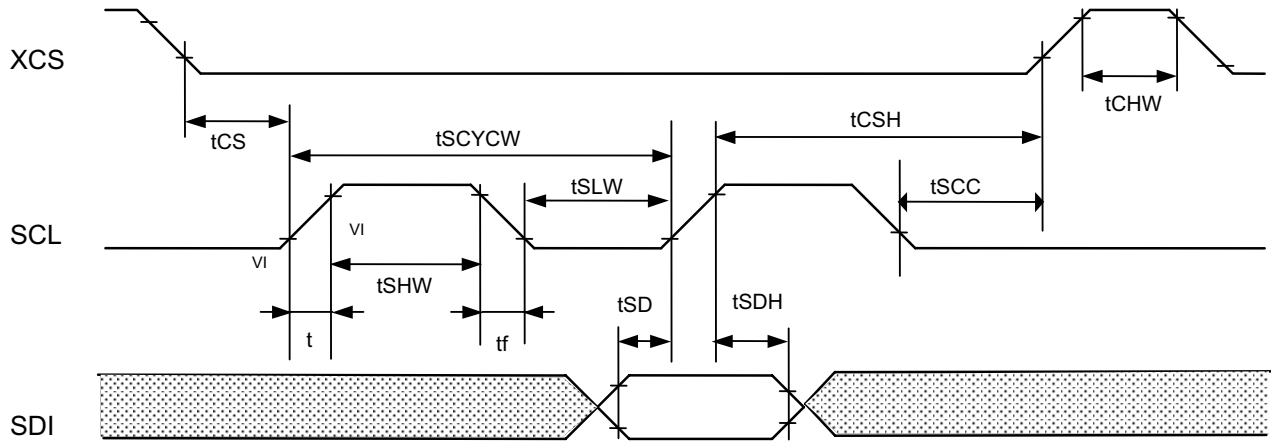 XCS
tCHW
tCS
tSCYCW
tCSH
tSLW
tSCC
SCL
VI
VI
tSHW
tSD
tSDH
t
tf
SDI